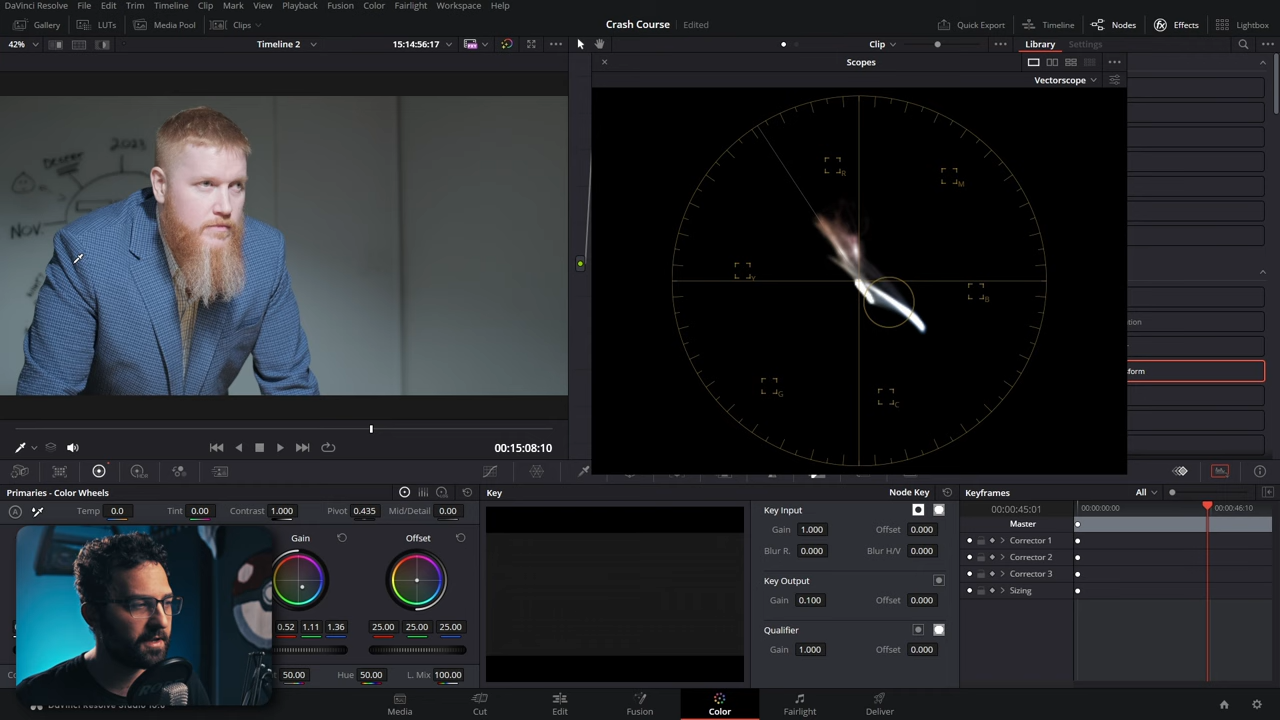 DaVinci Resolve File Edit Trim Timeline Clip Mark View Playback Fusion Color Fairlight Workspace Help
Gallery LUTs Media Pool Clips Crash Course Edited Quick Export Timeline Nodes Effects Lightbox
42% Timeline 2 15:14:56:17 Clip Library Settings
Scopes
Vectorscope
R
M
Y
B
G
C
2023
NOV.
ation
form
00:15:08:10
Primaries - Color Wheels Key Node Key Keyframes All
Temp 0.0 Tint 0.00 Contrast 1.000 Pivot 0.435 Mid/Detail 0.00
Gain Offset
0.52 1.11 1.36 25.00 25.00 25.00
50.00 Hue 50.00 L. Mix 100.00
Key Input
Gain 1.000 Offset 0.000
Blur R. 0.000 Blur H/V 0.000
Key Output
Gain 0.100 Offset 0.000
Qualifier
Gain 1.000 Offset 0.000
00:00:45:01 00:00:00:00 00:00:46:10
Master
Corrector 1
Corrector 2
Corrector 3
Sizing
Media Cut Edit Fusion Color Fairlight Deliver